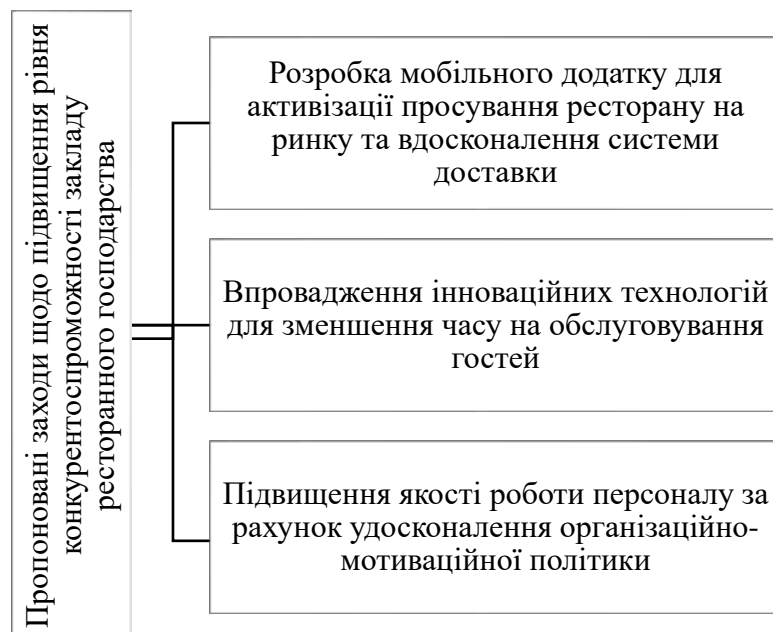 Пропоновані заходи щодо підвищення рівня
конкурентоспроможності закладу
ресторанного господарства
Розробка мобільного додатку для
активізації просування ресторану на
ринку та вдосконалення системи
доставки
Впровадження інноваційних технологій
для зменшення часу на обслуговування
гостей
Підвищення якості роботи персоналу за
рахунок удосконалення організаційно-
мотиваційної політики